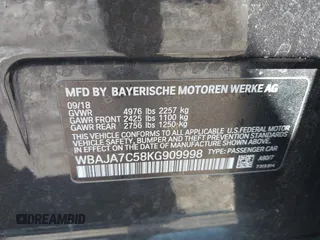 MFD BY BAYERISCHE MOTOREN WERKE AG
09/18
GVWR 4976 lbs 2257 kg
GAWR FRONT 2425 lbs 1100 kg
GAWR REAR 2756 lbs 1250 kg
THIS VEHICLE CONFORMS TO ALL APPLICABLE FEDERAL MOTOR
VEHICLE SAFETY, BUMPER, AND THEFT PREVENTION STANDARDS IN
EFFECT ON THE DATE OF MANUFACTURE SHOWN ABOVE.
WBAJA7C58KG909998 TYPE: PASSENGER CAR
A90/7
DREAMBID